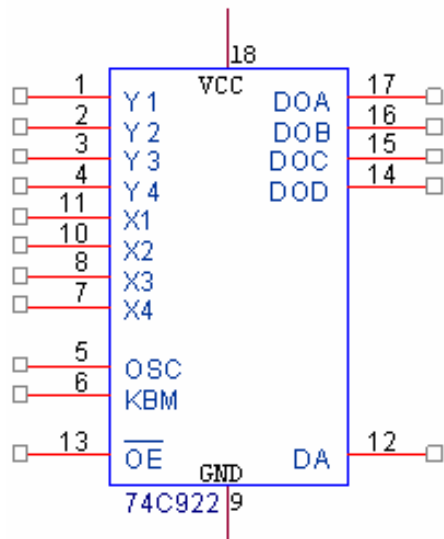 18
VCC
1 Y1 DOA 17
2 Y2 DOB 16
3 Y3 DOC 15
4 Y4 DOD 14
11 X1
10 X2
8 X3
7 X4
5 OSC
6 KBM
13 OE DA 12
GND
74C922 9